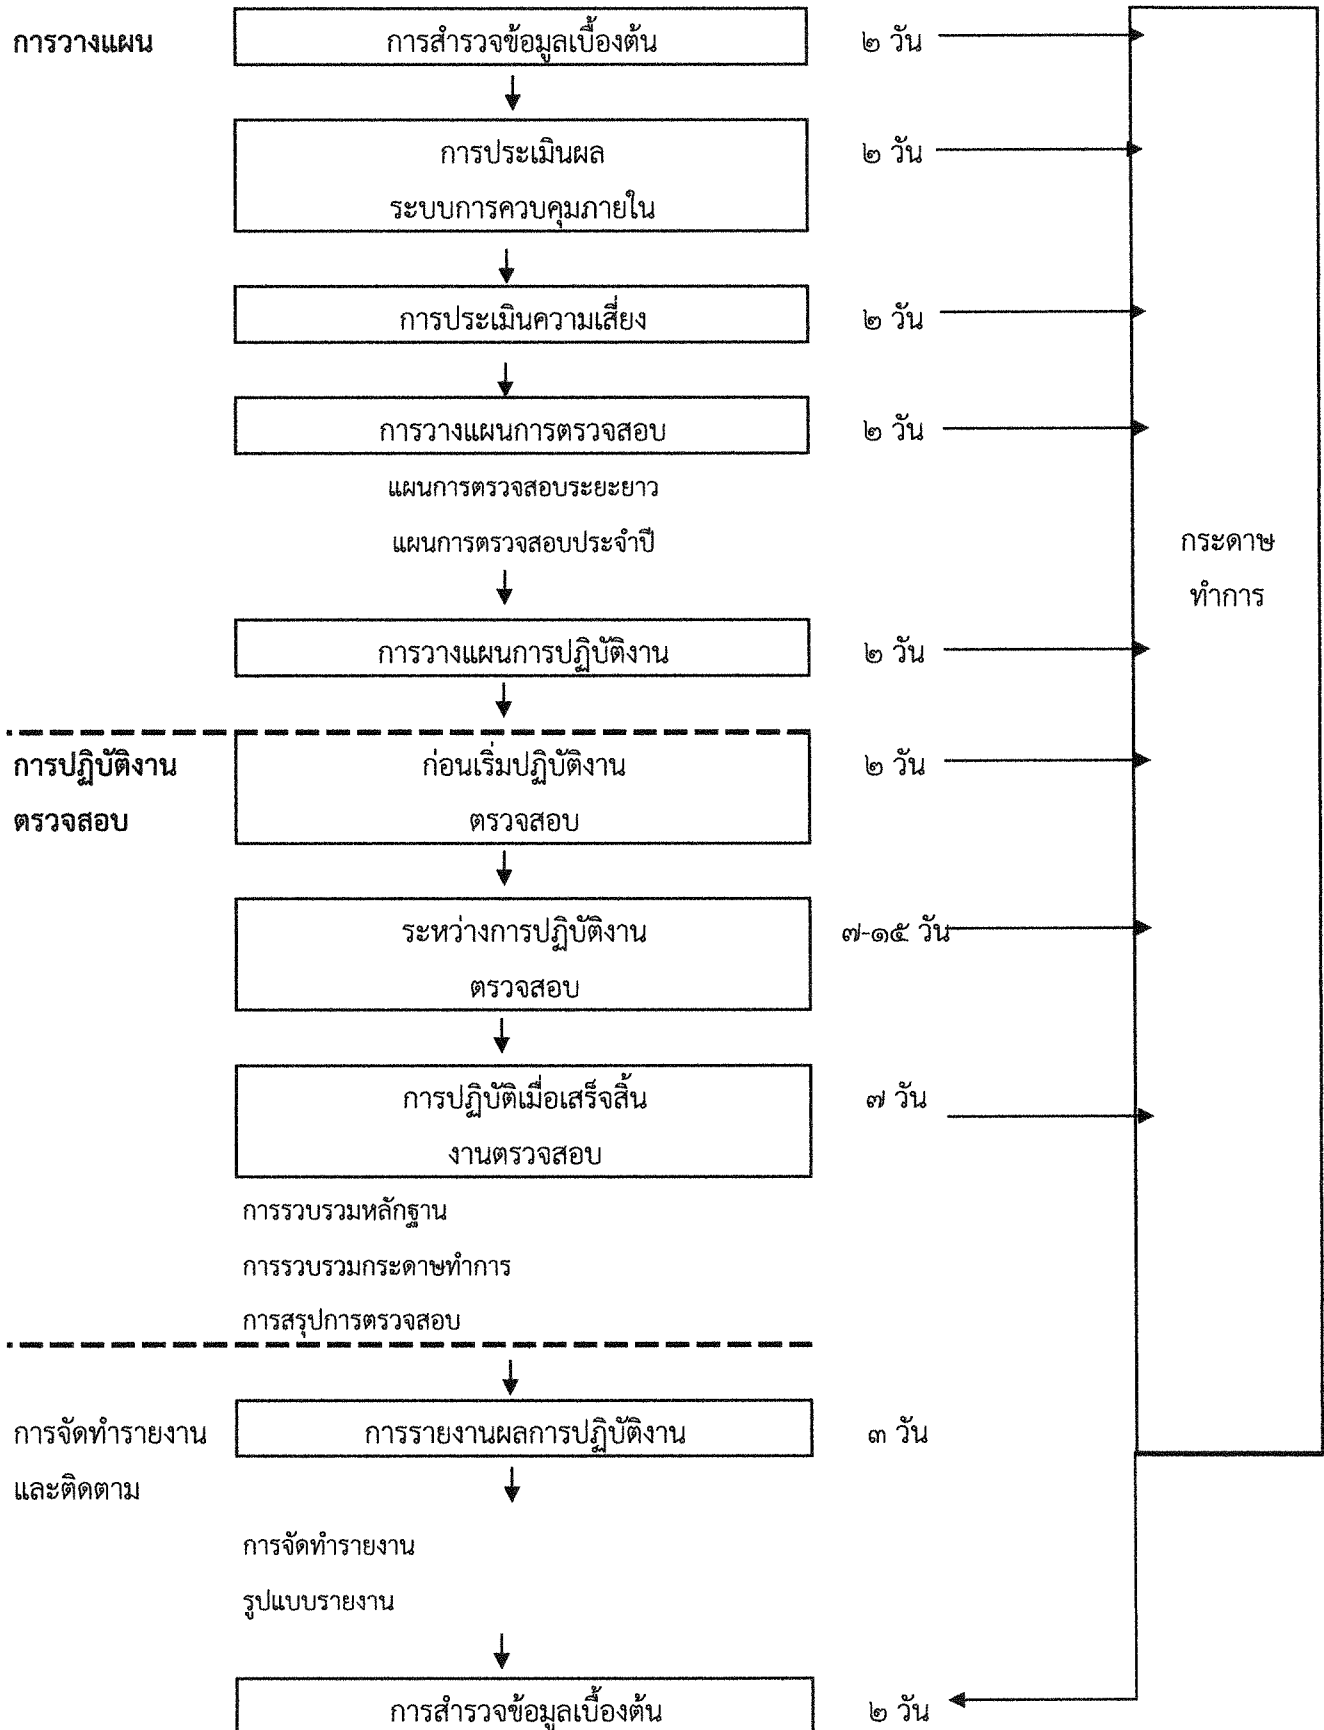 การวางแผน การสำรวจข้อมูลเบื้องต้น ๒ วัน
การประเมินผล ๒ วัน
ระบบการควบคุมภายใน
การประเมินความเสี่ยง ๒ วัน
การวางแผนการตรวจสอบ ๒ วัน
แผนการตรวจสอบระยะยาว
แผนการตรวจสอบประจำปี
กระดาษ
ทำการ
การวางแผนการปฏิบัติงาน ๒ วัน
การปฏิบัติงาน ก่อนเริ่มปฏิบัติงาน ๒ วัน
ตรวจสอบ ตรวจสอบ
ระหว่างการปฏิบัติงาน ๗-๑๕ วัน
ตรวจสอบ
การปฏิบัติเมื่อเสร็จสิ้น ๗ วัน
งานตรวจสอบ
การรวบรวมหลักฐาน
การรวบรวมกระดาษทำการ
การสรุปการตรวจสอบ
การจัดทำรายงาน การรายงานผลการปฏิบัติงาน ๓ วัน
และติดตาม
การจัดทำรายงาน
รูปแบบรายงาน
การสำรวจข้อมูลเบื้องต้น ๒ วัน